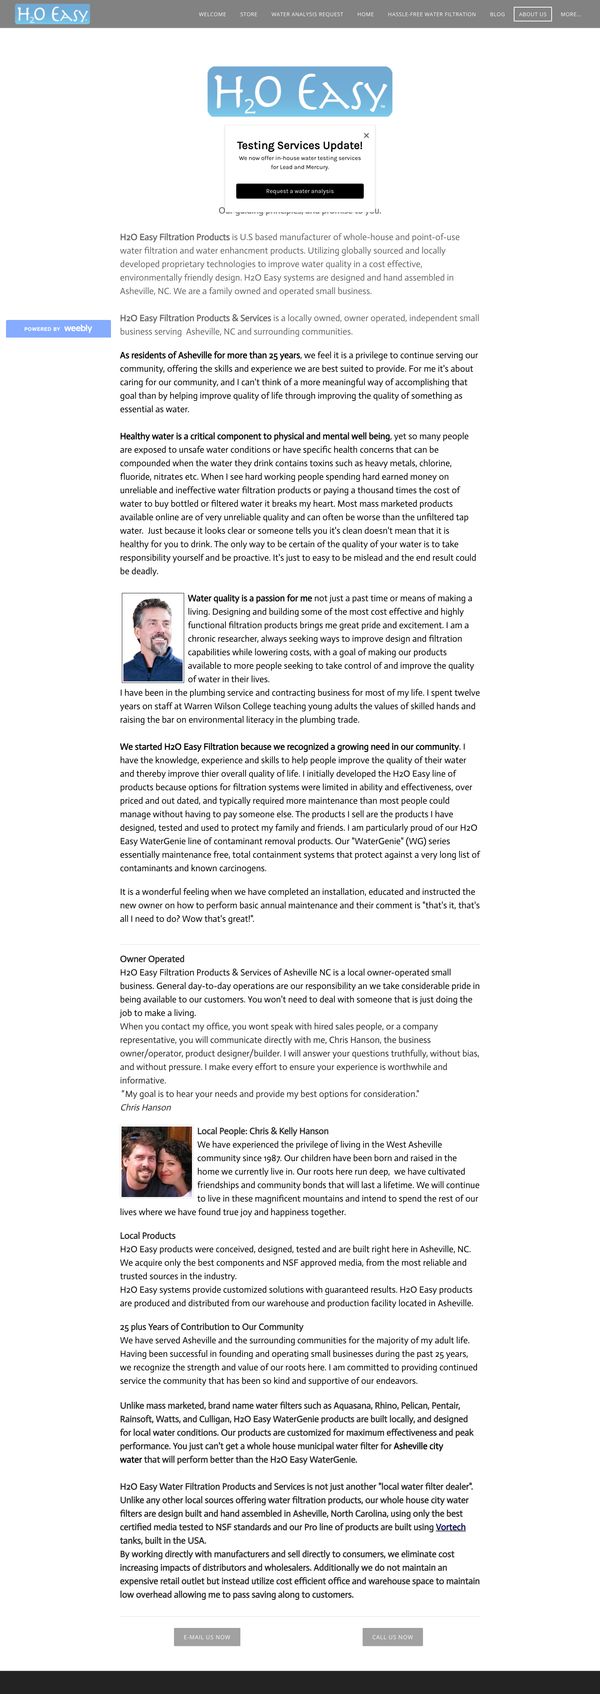 H2O Easy
WELCOME STORE WATER ANALYSIS REQUEST HOME HASSLE-FREE WATER FILTRATION BLOG ABOUT US MORE...
H2O Easy™
Testing Services Update!
We now offer in-house water testing services
for Lead and Mercury.
Request a water analysis
Our guiding principles, and promise to you.
H2O Easy Filtration Products is U.S based manufacturer of whole-house and point-of-use
water filtration and water enhancment products. Utilizing globally sourced and locally
developed proprietary technologies to improve water quality in a cost effective,
environmentally friendly design. H2O Easy systems are designed and hand assembled in
Asheville, NC. We are a family owned and operated small business.
H2O Easy Filtration Products & Services is a locally owned, owner operated, independent small
business serving Asheville, NC and surrounding communities.
POWERED BY weebly
As residents of Asheville for more than 25 years, we feel it is a privilege to continue serving our
community, offering the skills and experience we are best suited to provide. For me it's about
caring for our community, and I can't think of a more meaningful way of accomplishing that
goal than by helping improve quality of life through improving the quality of something as
essential as water.
Healthy water is a critical component to physical and mental well being, yet so many people
are exposed to unsafe water conditions or have specific health concerns that can be
compounded when the water they drink contains toxins such as heavy metals, chlorine,
fluoride, nitrates etc. When I see hard working people spending hard earned money on
unreliable and ineffective water filtration products or paying a thousand times the cost of
water to buy bottled or filtered water it breaks my heart. Most mass marketed products
available online are of very unreliable quality and can often be worse than the unfiltered tap
water. Just because it looks clear or someone tells you it's clean doesn't mean that it is
healthy for you to drink. The only way to be certain of the quality of your water is to take
responsibility yourself and be proactive. It's just to easy to be mislead and the end result could
be deadly.
Water quality is a passion for me not just a past time or means of making a
living. Designing and building some of the most cost effective and highly
functional filtration products brings me great pride and excitement. I am a
chronic researcher, always seeking ways to improve design and filtration
capabilities while lowering costs, with a goal of making our products
available to more people seeking to take control of and improve the quality
of water in their lives.
I have been in the plumbing service and contracting business for most of my life. I spent twelve
years on staff at Warren Wilson College teaching young adults the values of skilled hands and
raising the bar on environmental literacy in the plumbing trade.
We started H2O Easy Filtration because we recognized a growing need in our community. I
have the knowledge, experience and skills to help people improve the quality of their water
and thereby improve thier overall quality of life. I initially developed the H2O Easy line of
products because options for filtration systems were limited in ability and effectiveness, over
priced and out dated, and typically required more maintenance than most people could
manage without having to pay someone else. The products I sell are the products I have
designed, tested and used to protect my family and friends. I am particularly proud of our H2O
Easy WaterGenie line of contaminant removal products. Our "WaterGenie" (WG) series
essentially maintenance free, total containment systems that protect against a very long list of
contaminants and known carcinogens.
It is a wonderful feeling when we have completed an installation, educated and instructed the
new owner on how to perform basic annual maintenance and their comment is "that's it, that's
all I need to do? Wow that's great!".
Owner Operated
H2O Easy Filtration Products & Services of Asheville NC is a local owner-operated small
business. General day-to-day operations are our responsibility an we take considerable pride in
being available to our customers. You won't need to deal with someone that is just doing the
job to make a living.
When you contact my office, you wont speak with hired sales people, or a company
representative, you will communicate directly with me, Chris Hanson, the business
owner/operator, product designer/builder. I will answer your questions truthfully, without bias,
and without pressure. I make every effort to ensure your experience is worthwhile and
informative.
"My goal is to hear your needs and provide my best options for consideration."
Chris Hanson
Local People: Chris & Kelly Hanson
We have experienced the privilege of living in the West Asheville
community since 1987. Our children have been born and raised in the
home we currently live in. Our roots here run deep, we have cultivated
friendships and community bonds that will last a lifetime. We will continue
to live in these magnificent mountains and intend to spend the rest of our
lives where we have found true joy and happiness together.
Local Products
H2O Easy products were conceived, designed, tested and are built right here in Asheville, NC.
We acquire only the best components and NSF approved media, from the most reliable and
trusted sources in the industry.
H2O Easy systems provide customized solutions with guaranteed results. H2O Easy products
are produced and distributed from our warehouse and production facility located in Asheville.
25 plus Years of Contribution to Our Community
We have served Asheville and the surrounding communities for the majority of my adult life.
Having been successful in founding and operating small businesses during the past 25 years,
we recognize the strength and value of our roots here. I am committed to providing continued
service the community that has been so kind and supportive of our endeavors.
Unlike mass marketed, brand name water filters such as Aquasana, Rhino, Pelican, Pentair,
Rainsoft, Watts, and Culligan, H2O Easy WaterGenie products are built locally, and designed
for local water conditions. Our products are customized for maximum effectiveness and peak
performance. You just can't get a whole house municipal water filter for Asheville city
water that will perform better than the H2O Easy WaterGenie.
H2O Easy Water Filtration Products and Services is not just another "local water filter dealer".
Unlike any other local sources offering water filtration products, our whole house city water
filters are design built and hand assembled in Asheville, North Carolina, using only the best
certified media tested to NSF standards and our Pro line of products are built using Vortech
tanks, built in the USA.
By working directly with manufacturers and sell directly to consumers, we eliminate cost
increasing impacts of distributors and wholesalers. Additionally we do not maintain an
expensive retail outlet but instead utilize cost efficient office and warehouse space to maintain
low overhead allowing me to pass saving along to customers.
E-MAIL US NOW CALL US NOW